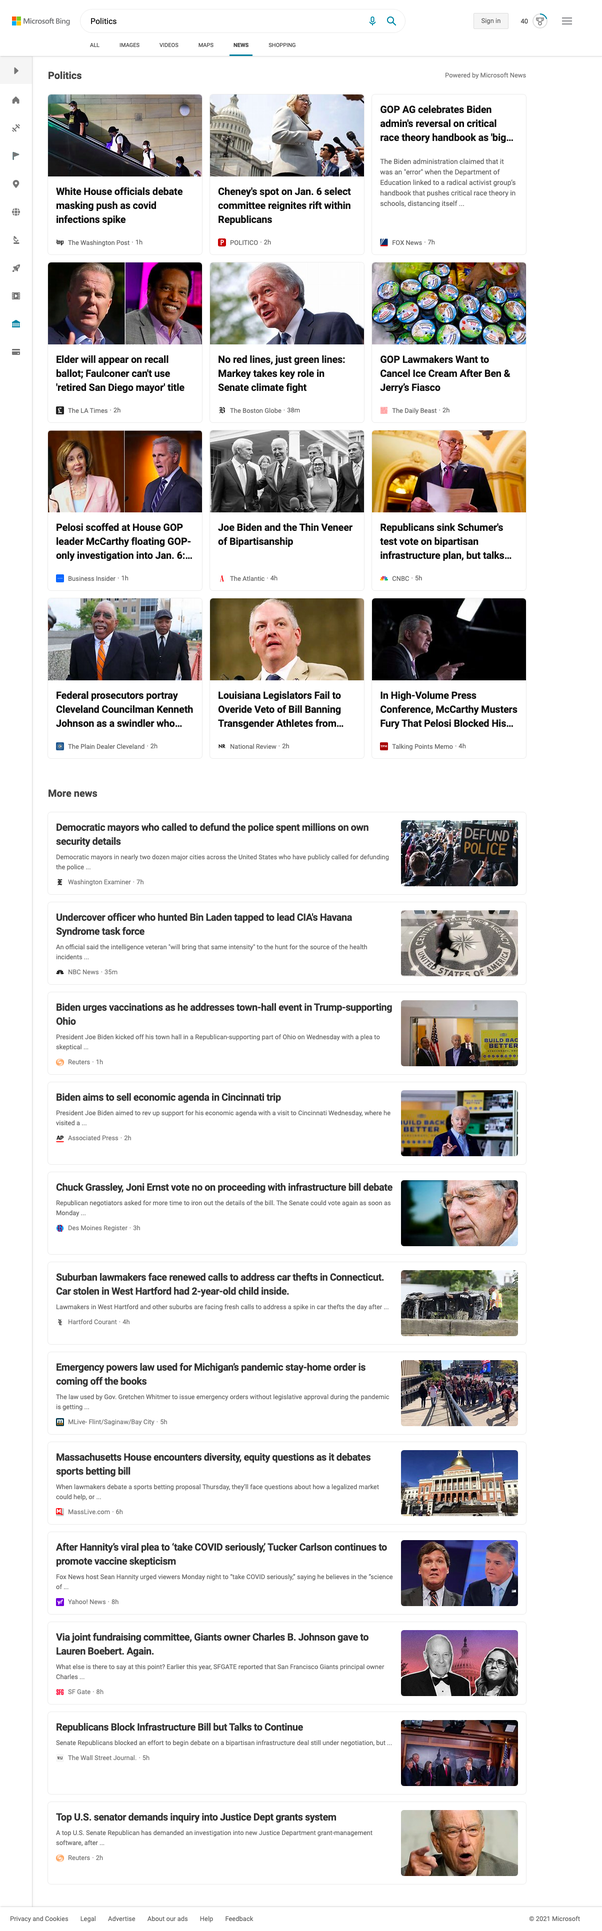 Microsoft Bing
Politics
Sign in
40
ALL IMAGES VIDEOS MAPS NEWS SHOPPING
Politics
Powered by Microsoft News
White House officials debate
masking push as covid
infections spike
The Washington Post · 1h
Cheney's spot on Jan. 6 select
committee reignites rift within
Republicans
POLITICO · 2h
GOP AG celebrates Biden
admin's reversal on critical
race theory handbook as 'big...
The Biden administration claimed that it
was an "error" when the Department of
Education linked to a radical activist group's
handbook that pushes critical race theory in
schools, distancing itself ...
FOX News · 7h
Elder will appear on recall
ballot; Faulconer can't use
'retired San Diego mayor' title
The LA Times · 2h
No red lines, just green lines:
Markey takes key role in
Senate climate fight
The Boston Globe · 38m
GOP Lawmakers Want to
Cancel Ice Cream After Ben &
Jerry's Fiasco
The Daily Beast · 2h
Pelosi scoffed at House GOP
leader McCarthy floating GOP-
only investigation into Jan. 6:...
Business Insider · 1h
Joe Biden and the Thin Veneer
of Bipartisanship
The Atlantic · 4h
Republicans sink Schumer's
test vote on bipartisan
infrastructure plan, but talks...
CNBC · 5h
Federal prosecutors portray
Cleveland Councilman Kenneth
Johnson as a swindler who...
The Plain Dealer Cleveland · 2h
Louisiana Legislators Fail to
Overide Veto of Bill Banning
Transgender Athletes from...
NR National Review · 2h
In High-Volume Press
Conference, McCarthy Musters
Fury That Pelosi Blocked His...
Talking Points Memo · 4h
More news
Democratic mayors who called to defund the police spent millions on own
security details
Democratic mayors in nearly two dozen major cities across the United States who have publicly called for defunding
the police ...
Washington Examiner · 7h
DEFUND
POLICE
Undercover officer who hunted Bin Laden tapped to lead CIA's Havana
Syndrome task force
An official said the intelligence veteran "will bring that same intensity" to the hunt for the source of the health
incidents ...
NBC News · 35m
Biden urges vaccinations as he addresses town-hall event in Trump-supporting
Ohio
President Joe Biden kicked off his town hall in a Republican-supporting part of Ohio on Wednesday with a plea to
skeptical ...
Reuters · 1h
BUILD BACK
BETTER
Biden aims to sell economic agenda in Cincinnati trip
President Joe Biden aimed to rev up support for his economic agenda with a visit to Cincinnati Wednesday, where he
visited a ...
AP Associated Press · 2h
BUILD BACK
BETTER
Chuck Grassley, Joni Ernst vote no on proceeding with infrastructure bill debate
Republican negotiators asked for more time to iron out the details of the bill. The Senate could vote again as soon as
Monday ...
Des Moines Register · 3h
Suburban lawmakers face renewed calls to address car thefts in Connecticut.
Car stolen in West Hartford had 2-year-old child inside.
Lawmakers in West Hartford and other suburbs are facing fresh calls to address a spike in car thefts the day after ...
Hartford Courant · 4h
Emergency powers law used for Michigan's pandemic stay-home order is
coming off the books
The law used by Gov. Gretchen Whitmer to issue emergency orders without legislative approval during the pandemic
is getting ...
MLive- Flint/Saginaw/Bay City · 5h
Massachusetts House encounters diversity, equity questions as it debates
sports betting bill
When lawmakers debate a sports betting proposal Thursday, they'll face questions about how a legalized market
could help, or ...
MassLive.com · 6h
After Hannity's viral plea to 'take COVID seriously,' Tucker Carlson continues to
promote vaccine skepticism
Fox News host Sean Hannity urged viewers Monday night to "take COVID seriously," saying he believes in the "science
of ...
Yahoo! News · 8h
Via joint fundraising committee, Giants owner Charles B. Johnson gave to
Lauren Boebert. Again.
What else is there to say at this point? Earlier this year, SFGATE reported that San Francisco Giants principal owner
Charles ...
SF Gate · 8h
Republicans Block Infrastructure Bill but Talks to Continue
Senate Republicans blocked an effort to begin debate on a bipartisan infrastructure deal still under negotiation, but ...
The Wall Street Journal. · 5h
Top U.S. senator demands inquiry into Justice Dept grants system
A top U.S. Senate Republican has demanded an investigation into new Justice Department grant-management
software, after ...
Reuters · 2h
Privacy and Cookies Legal Advertise About our ads Help Feedback
© 2021 Microsoft